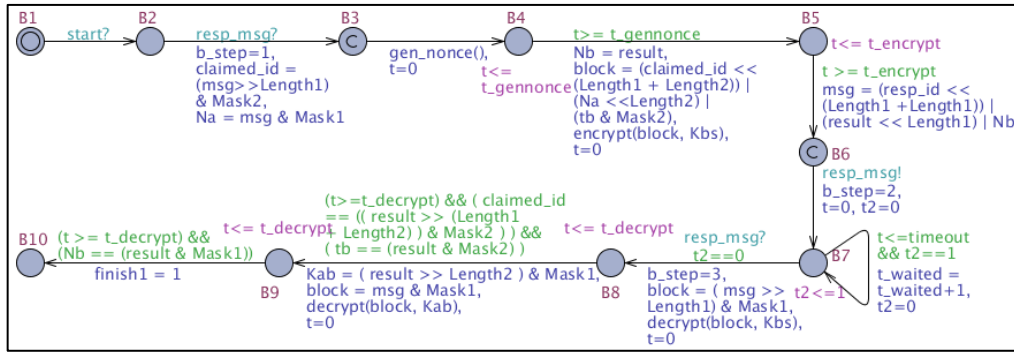 B1
start?
B2
resp_msg?
b_step=1,
claimed_id =
(msg>>Length1)
& Mask2,
Na = msg & Mask1
B3
C
gen_nonce(),
t=0
B4
t<=
t_gennonce
t>= t_gennonce
Nb = result,
block = (claimed_id <<
(Length1 + Length2)) |
(Na <<Length2) |
(tb & Mask2),
encrypt(block, Kbs),
t=0
B5
t<= t_encrypt
t >= t_encrypt
msg = (resp_id <<
(Length1 +Length1)) |
(result << Length1) | Nb
C
B6
resp_msg!
b_step=2,
t=0, t2=0
B7
t2<=1
t<=timeout
&& t2==1
t_waited =
t_waited+1,
t2=0
resp_msg?
t2==0
b_step=3,
block = ( msg >>
Length1) & Mask1,
decrypt(block, Kbs),
t=0
t<= t_decrypt
B8
(t>=t_decrypt) && ( claimed_id
== (( result >> (Length1
+ Length2) ) & Mask2 ) ) &&
( tb == (result & Mask2) )
Kab = ( result >> Length2 ) & Mask1,
block = msg & Mask1,
decrypt(block, Kab),
t=0
t<= t_decrypt
B9
(t >= t_decrypt) &&
(Nb == (result & Mask1))
finish1 = 1
B10